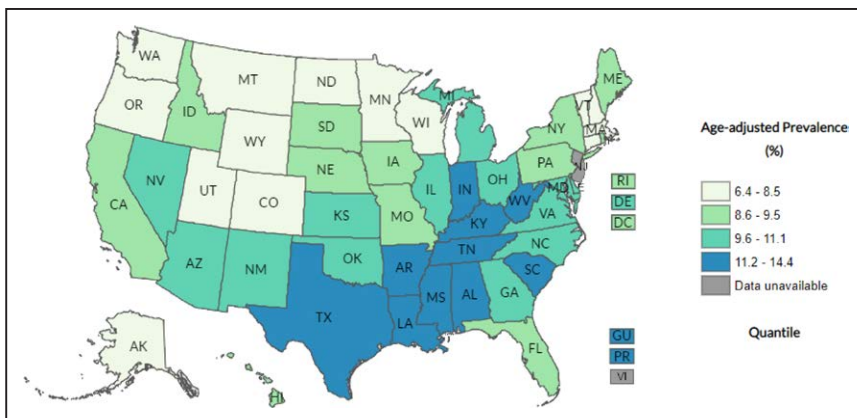 WA
MT
ND
MN
ME
VT
OR
ID
SD
WI
MI
NY
MA
WY
IA
PA
NJ
NE
NV
IL
IN
OH
MD
UT
CO
WV
CA
KS
MO
KY
VA
TN
NC
AZ
NM
OK
AR
SC
MS
AL
GA
TX
LA
FL
AK
HI
RI
DE
DC
GU
PR
VI
Age-adjusted Prevalence
(%)
6.4 - 8.5
8.6 - 9.5
9.6 - 11.1
11.2 - 14.4
Data unavailable
Quantile